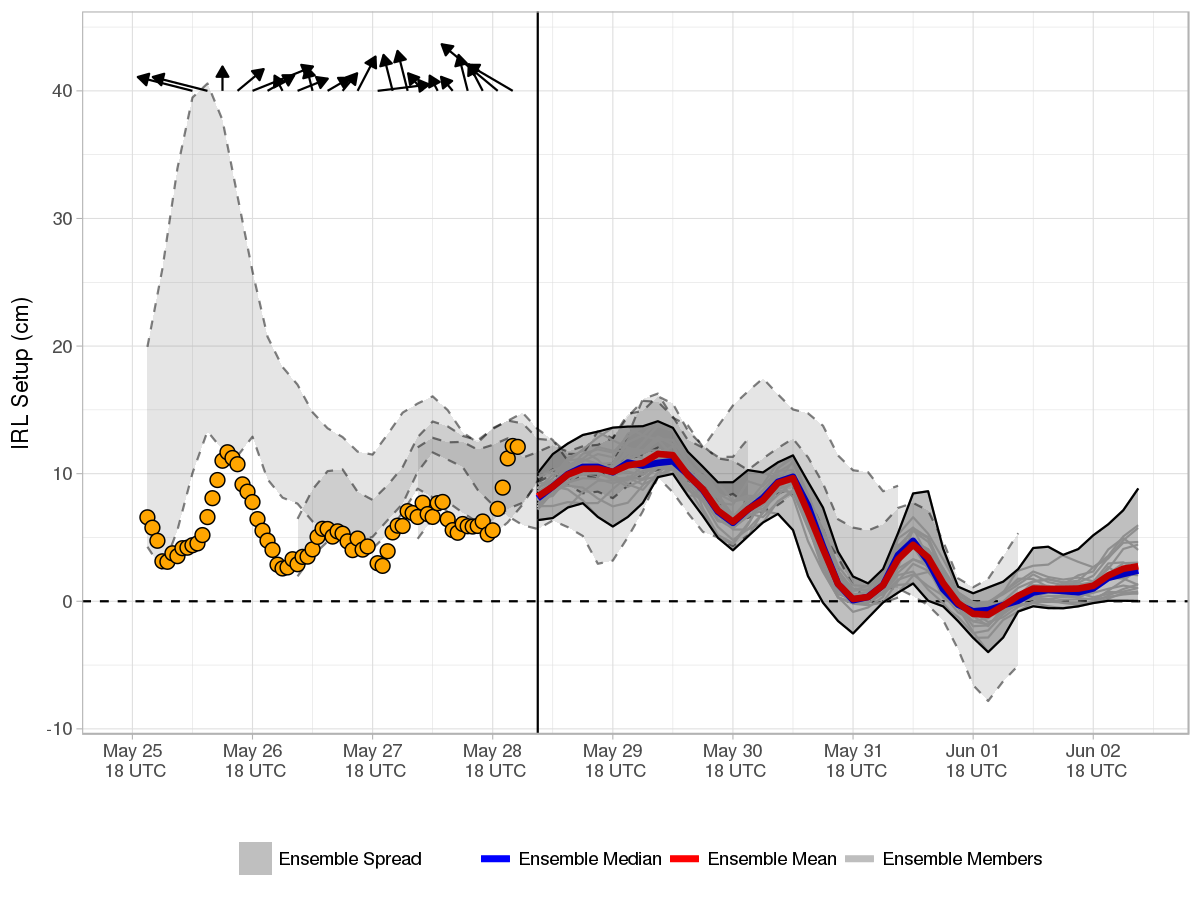 IRL Setup (cm)
40
30
20
10
0
-10
May 25
18 UTC
May 26
18 UTC
May 27
18 UTC
May 28
18 UTC
May 29
18 UTC
May 30
18 UTC
May 31
18 UTC
Jun 01
18 UTC
Jun 02
18 UTC
Ensemble Spread
Ensemble Median
Ensemble Mean
Ensemble Members